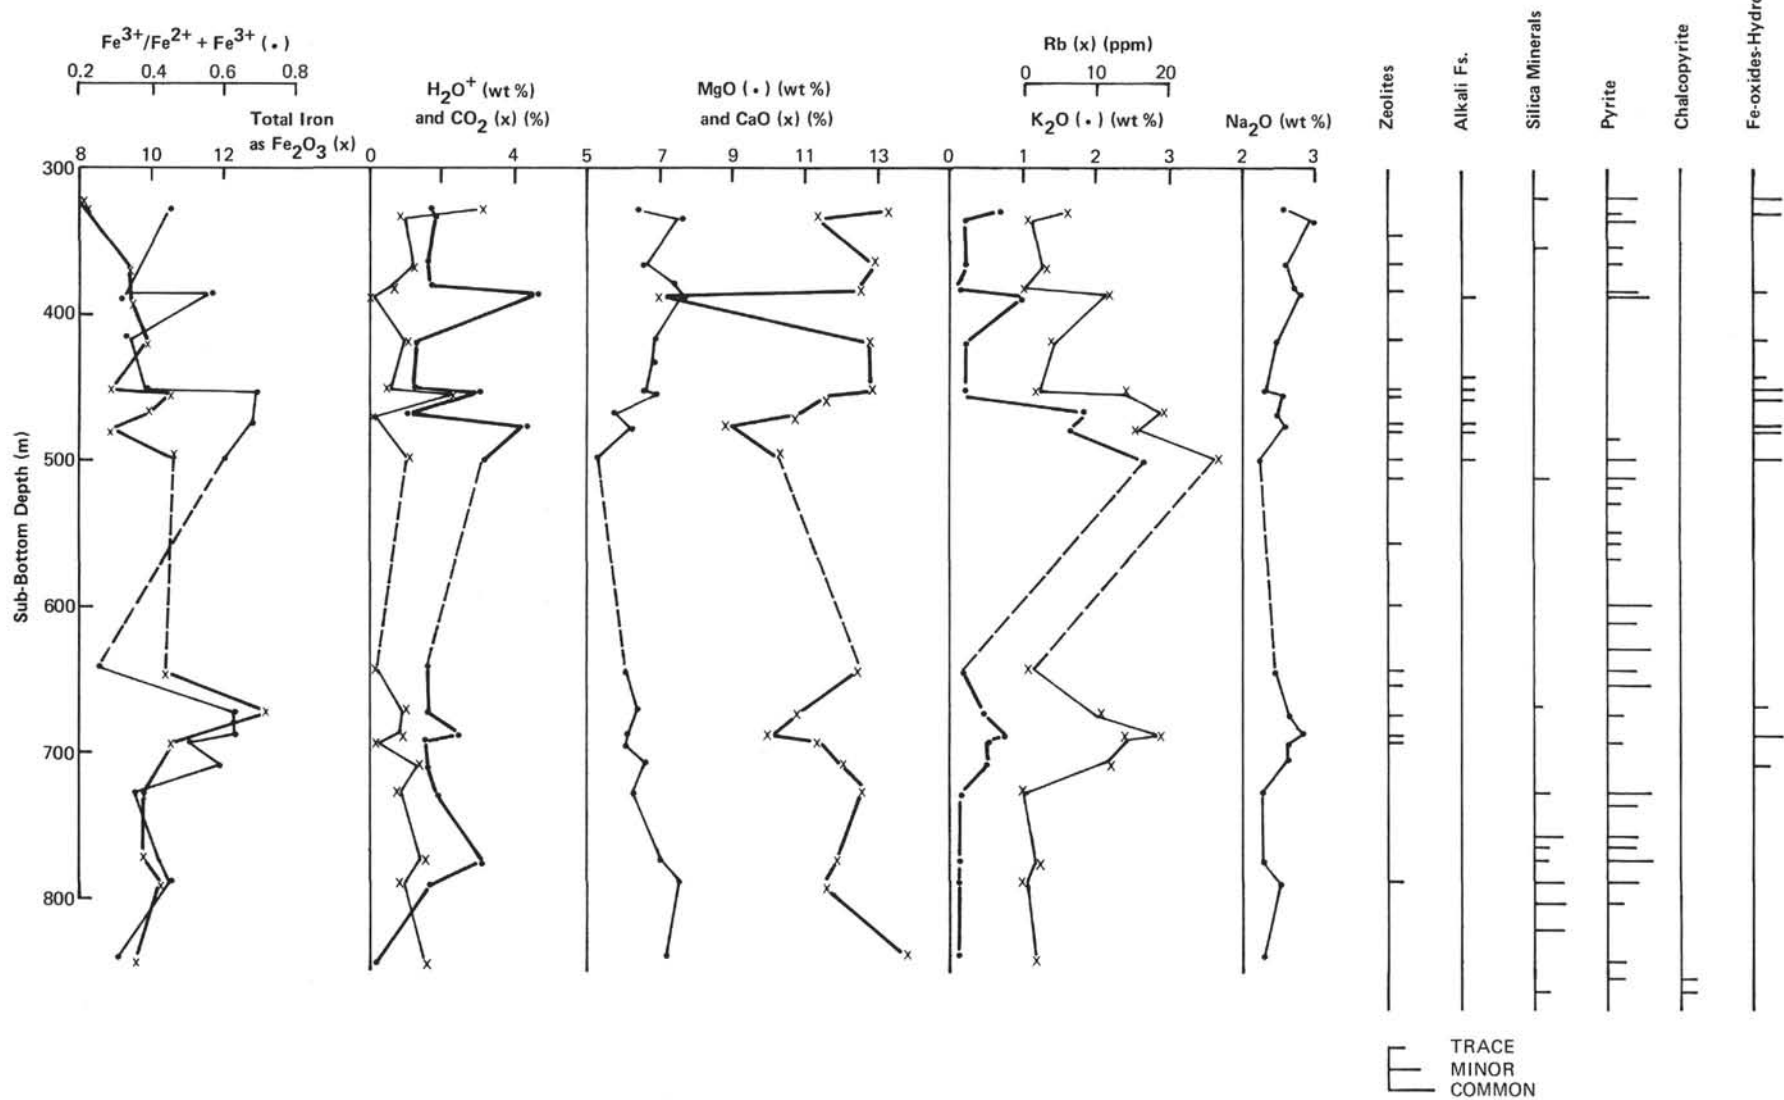 Fe³⁺/Fe²⁺ + Fe³⁺ (•)
0.2 0.4 0.6 0.8
Total Iron
as Fe₂O₃ (x)
8 10 12
H₂O⁺ (wt %)
and CO₂ (x) (%)
0 4
MgO (•) (wt %)
and CaO (x) (%)
5 7 9 11 13
Rb (x) (ppm)
0 10 20
K₂O (•) (wt %)
0 1 2 3
Na₂O (wt %)
2 3
Zeolites
Alkali Fs.
Silica Minerals
Pyrite
Chalcopyrite
Fe-oxides-Hydro
Sub-Bottom Depth (m)
300
400
500
600
700
800
TRACE
MINOR
COMMON